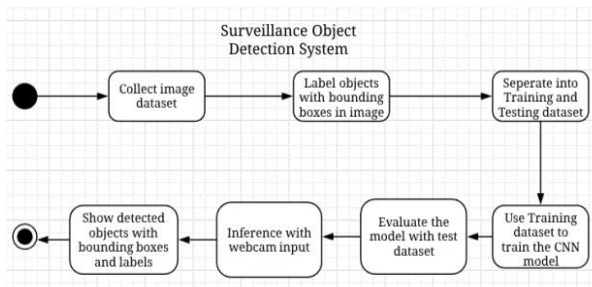 Surveillance Object
Detection System
Collect image
dataset
Label objects
with bounding
boxes in image
Seperate into
Training and
Testing dataset
Use Training
dataset to
train the CNN
model
Evaluate the
model with test
dataset
Inference with
webcam input
Show detected
objects with
bounding boxes
and labels